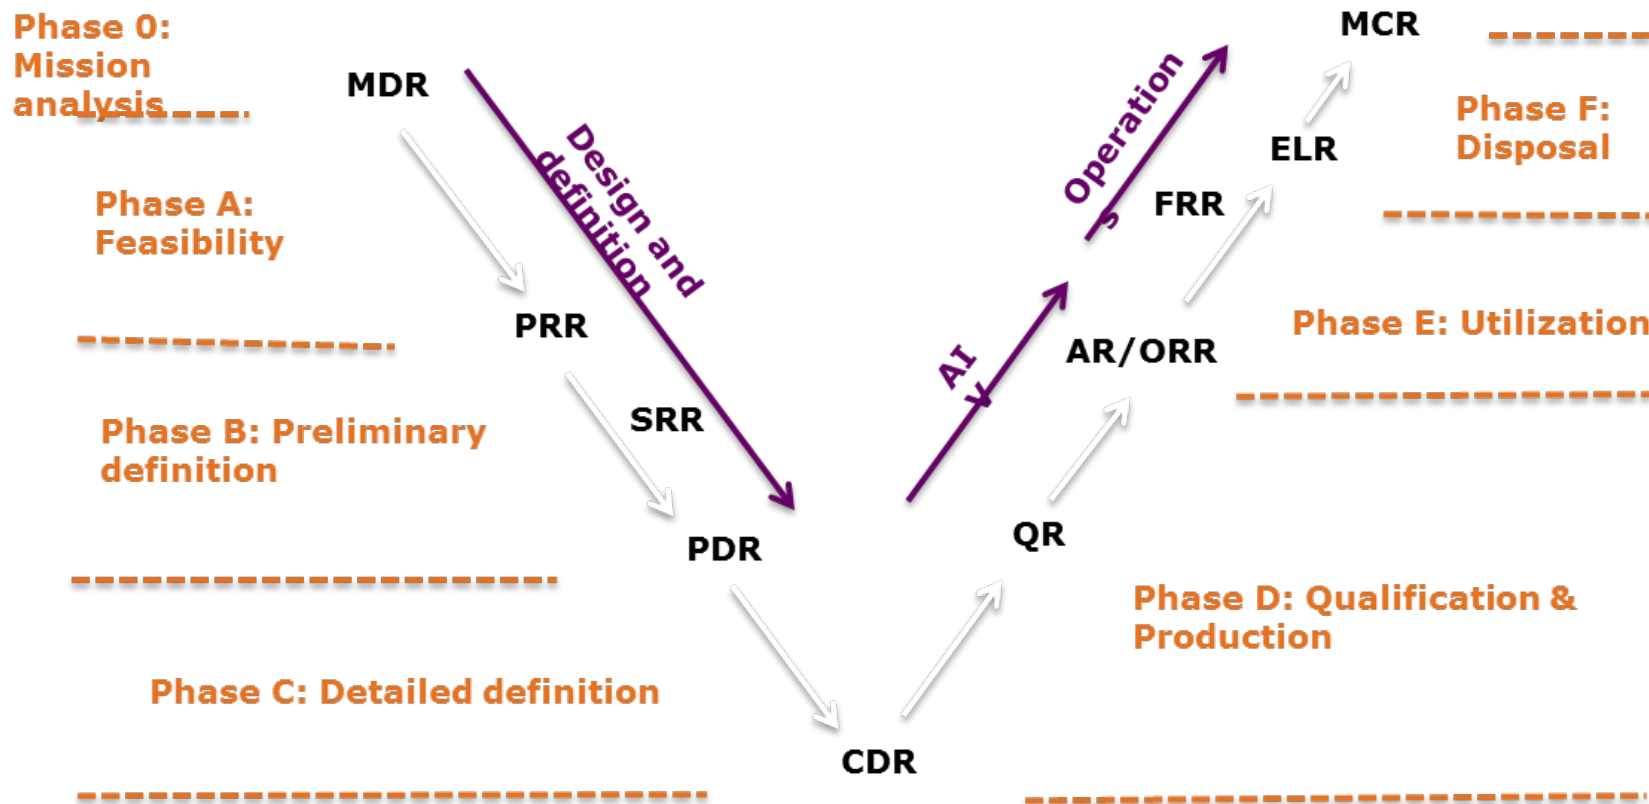 Phase 0:
Mission
analysis
MDR
Phase A:
Feasibility
PRR
Design and
definition
SRR
Phase B: Preliminary
definition
PDR
Phase C: Detailed definition
CDR
QR
Phase D: Qualification &
Production
AI
V
AR/ORR
Phase E: Utilization
Operation
s
FRR
ELR
Phase F:
Disposal
MCR